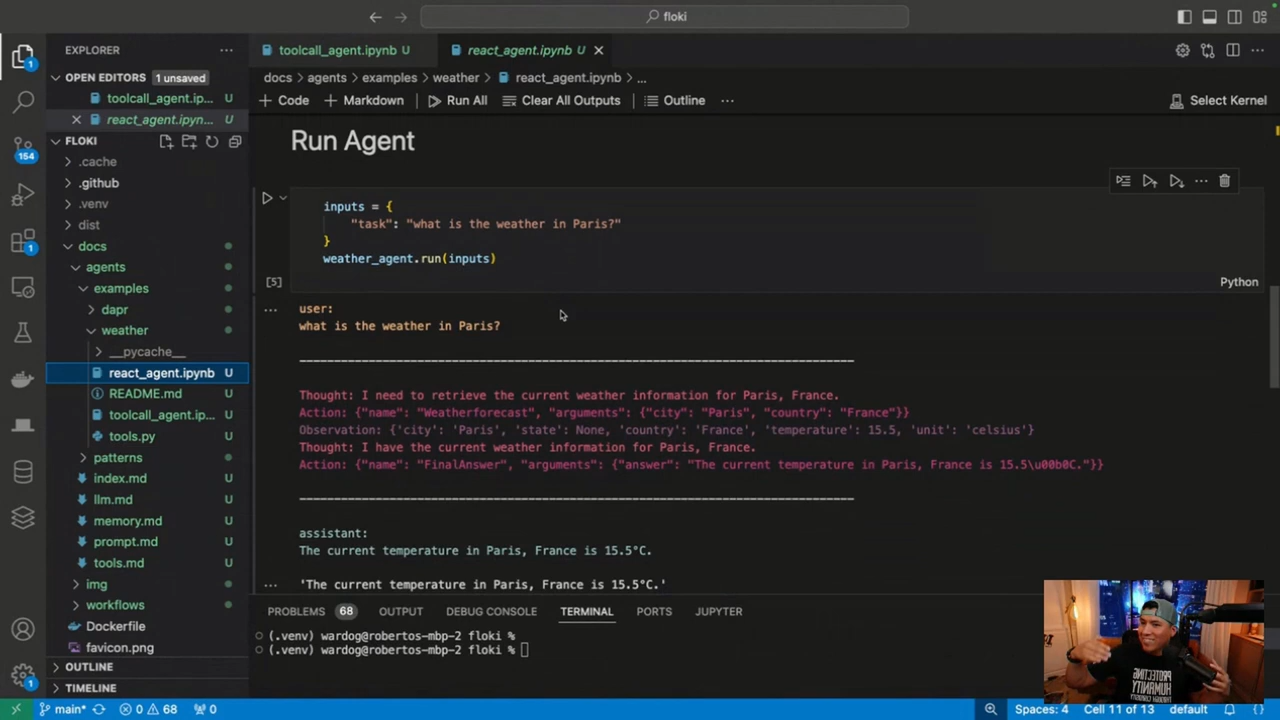 floki
EXPLORER
OPEN EDITORS 1 unsaved
toolcall_agent.ip... U
react_agent.ipyn... U
FLOKI
.cache
.github
.venv
dist
docs
agents
examples
dapr
weather
__pycache__
react_agent.ipynb U
README.md U
toolcall_agent.ip... U
tools.py U
patterns
index.md U
llm.md U
memory.md U
prompt.md U
tools.md U
img
workflows
Dockerfile
favicon.png U
OUTLINE
TIMELINE
1
154
1
1
toolcall_agent.ipynb U
react_agent.ipynb U
docs > agents > examples > weather > react_agent.ipynb > ...
+ Code + Markdown Run All Clear All Outputs Outline ... Select Kernel
Run Agent
inputs = {
"task": "what is the weather in Paris?"
}
weather_agent.run(inputs)
[5]
Python
user:
what is the weather in Paris?
Thought: I need to retrieve the current weather information for Paris, France.
Action: {"name": "Weatherforecast", "arguments": {"city": "Paris", "country": "France"}}
Observation: {'city': 'Paris', 'state': None, 'country': 'France', 'temperature': 15.5, 'unit': 'celsius'}
Thought: I have the current weather information for Paris, France.
Action: {"name": "FinalAnswer", "arguments": {"answer": "The current temperature in Paris, France is 15.5\u00b0C."}}
assistant:
The current temperature in Paris, France is 15.5°C.
'The current temperature in Paris, France is 15.5°C.'
PROBLEMS 68 OUTPUT DEBUG CONSOLE TERMINAL PORTS JUPYTER
(.venv) wardog@robertos-mbp-2 floki %
(.venv) wardog@robertos-mbp-2 floki %
PROTECTING
HUMANITY
main* 0 68 0 Spaces: 4 Cell 11 of 13 default